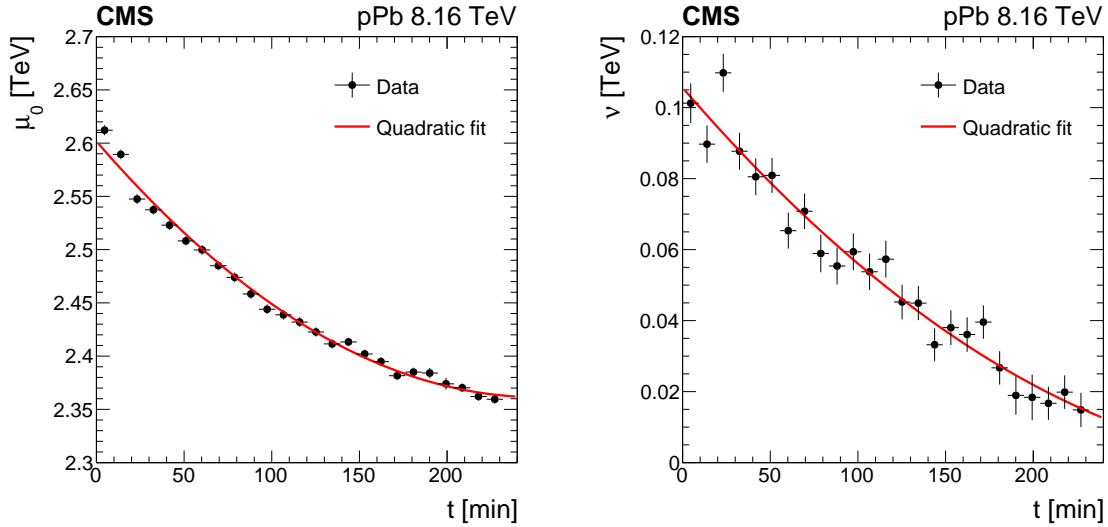 CMS pPb 8.16 TeV
μ0 [TeV]
2.7
2.65
2.6
2.55
2.5
2.45
2.4
2.35
2.3
Data
Quadratic fit
0 50 100 150 200
t [min]
CMS pPb 8.16 TeV
ν [TeV]
0.12
0.1
0.08
0.06
0.04
0.02
0
Data
Quadratic fit
0 50 100 150 200
t [min]